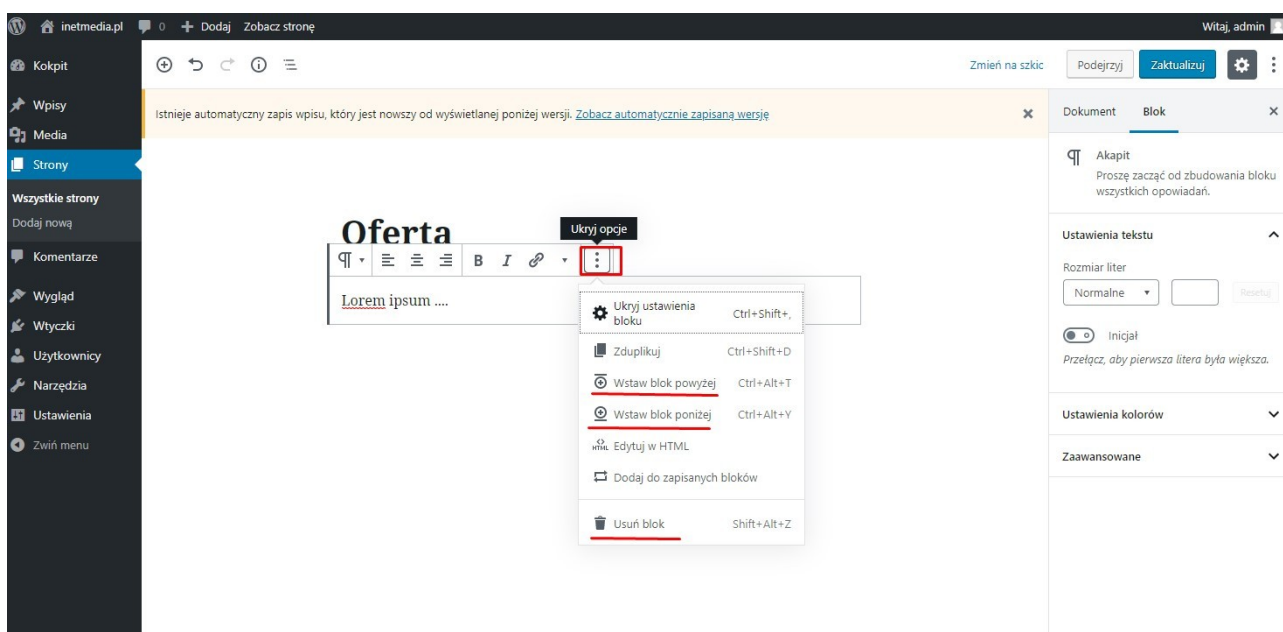 inetmedia.pl 0 + Dodaj Zobacz stronę Witaj, admin
Kokpit
Wpisy
Media
Strony
Wszystkie strony
Dodaj nową
Komentarze
Wygląd
Wtyczki
Użytkownicy
Narzędzia
Ustawienia
Zwiń menu
Zmień na szkic Podejrzyj Zaktualizuj
Istnieje automatyczny zapis wpisu, który jest nowszy od wyświetlanej poniżej wersji. Zobacz automatycznie zapisaną wersję
Oferta
Ukryj opcje
B I
Lorem ipsum ....
Ukryj ustawienia
bloku Ctrl+Shift+,
Zduplikuj Ctrl+Shift+D
Wstaw blok powyżej Ctrl+Alt+T
Wstaw blok poniżej Ctrl+Alt+Y
HTML Edytuj w HTML
Dodaj do zapisanych bloków
Usuń blok Shift+Alt+Z
Dokument Blok
Akapit
Proszę zacząć od zbudowania bloku
wszystkich opowiadań.
Ustawienia tekstu
Rozmiar liter
Normalne Resetuj
Inicjał
Przełącz, aby pierwsza litera była większa.
Ustawienia kolorów
Zaawansowane